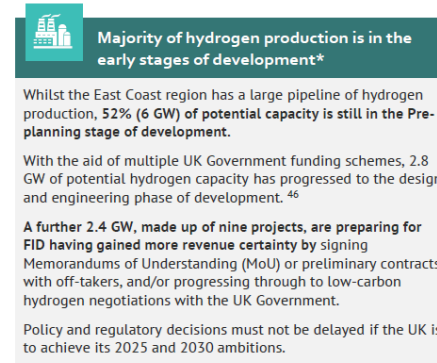 Majority of hydrogen production is in the
early stages of development*
Whilst the East Coast region has a large pipeline of hydrogen
production, 52% (6 GW) of potential capacity is still in the Pre-
planning stage of development.
With the aid of multiple UK Government funding schemes, 2.8
GW of potential hydrogen capacity has progressed to the design
and engineering phase of development. 46
A further 2.4 GW, made up of nine projects, are preparing for
FID having gained more revenue certainty by signing
Memorandums of Understanding (MoU) or preliminary contracts
with off-takers, and/or progressing through to low-carbon
hydrogen negotiations with the UK Government.
Policy and regulatory decisions must not be delayed if the UK is
to achieve its 2025 and 2030 ambitions.